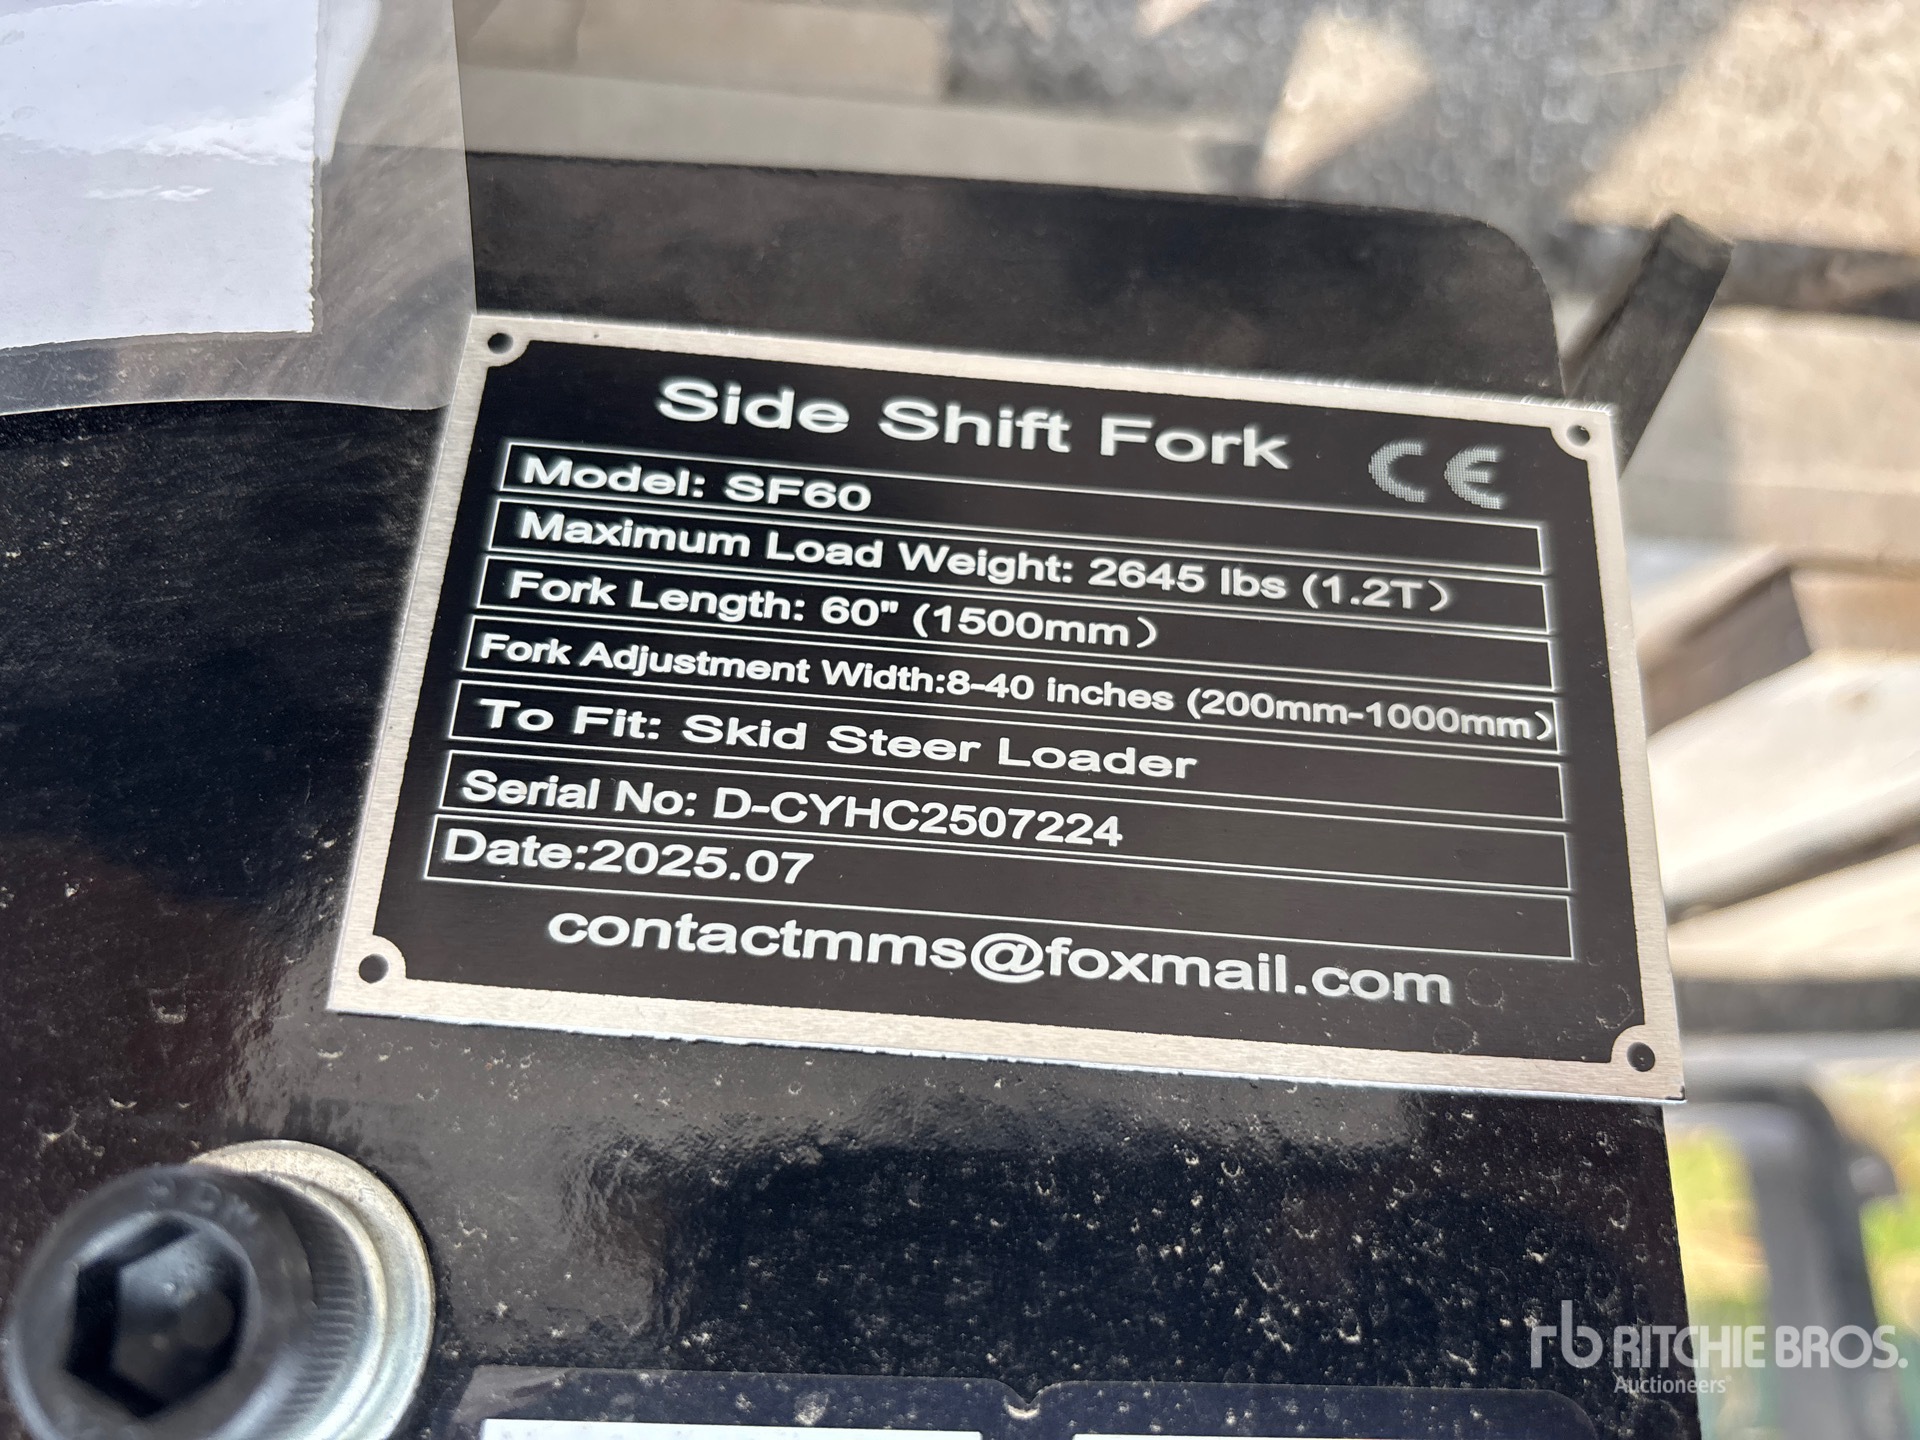 Side Shift Fork CE
Model: SF60
Maximum Load Weight: 2645 lbs (1.2T)
Fork Length: 60" (1500mm)
Fork Adjustment Width:8-40 inches (200mm-1000mm)
To Fit: Skid Steer Loader
Serial No: D-CYHC2507224
Date:2025.07
contactmms@foxmail.com
rb RITCHIE BROS.
Auctioneers